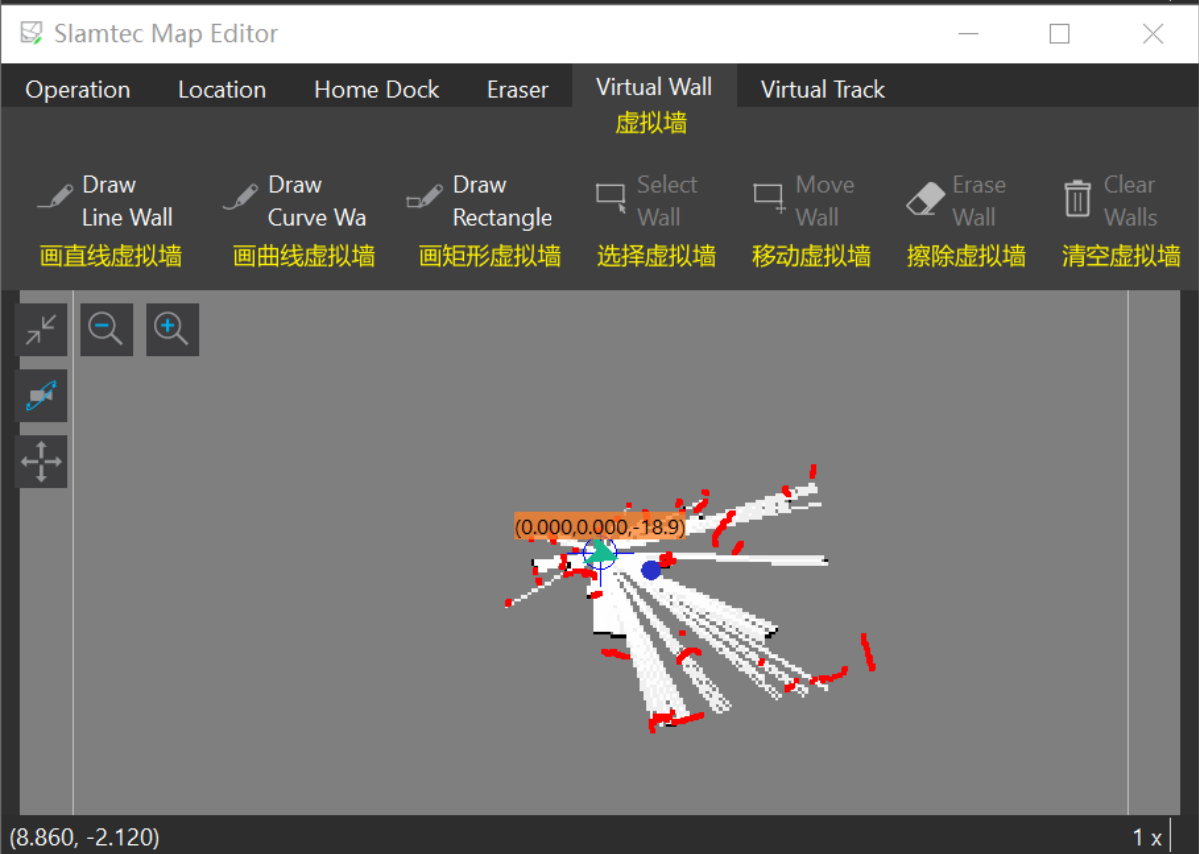 Slamtec Map Editor
Operation Location Home Dock Eraser Virtual Wall Virtual Track
虚拟墙
Draw
Line Wall
Draw
Curve Wa
Draw
Rectangle
Select
Wall
Move
Wall
Erase
Wall
Clear
Walls
画直线虚拟墙 画曲线虚拟墙 画矩形虚拟墙 选择虚拟墙 移动虚拟墙 擦除虚拟墙 清空虚拟墙
(0.000,0.000,-18.9)
(8.860, -2.120) 1 x